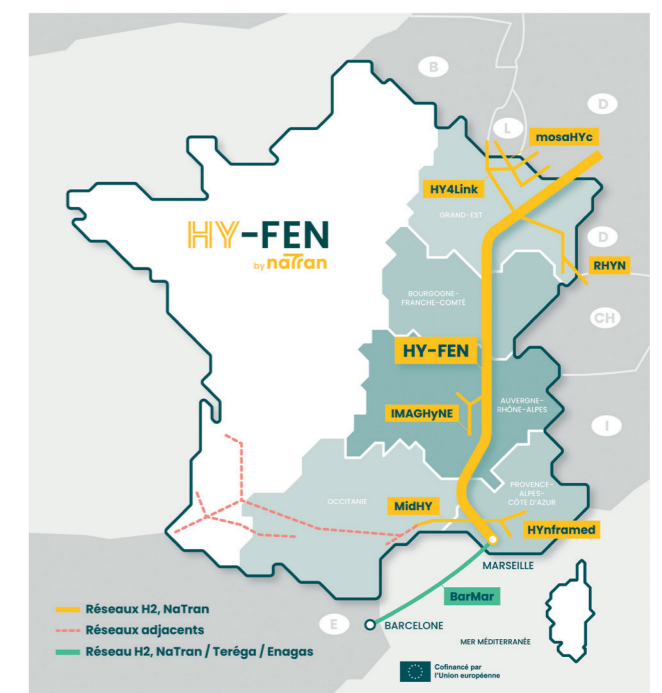 B
D
L
mosaHYc
HY4Link
GRAND-EST
HY-FEN
by naTran
D
RHYN
BOURGOGNE-
FRANCHE-COMTÉ
CH
HY-FEN
AUVERGNE-
RHÔNE-ALPES
IMAGHyNE
I
PROVENCE-
ALPES-
CÔTE D'AZUR
OCCITANIE
MidHY
HYnframed
MARSEILLE
BarMar
Réseaux H2, NaTran
Réseaux adjacents
Réseau H2, NaTran / Teréga / Enagas
E
BARCELONE
MER MÉDITERRANÉE
Cofinancé par
l'Union européenne